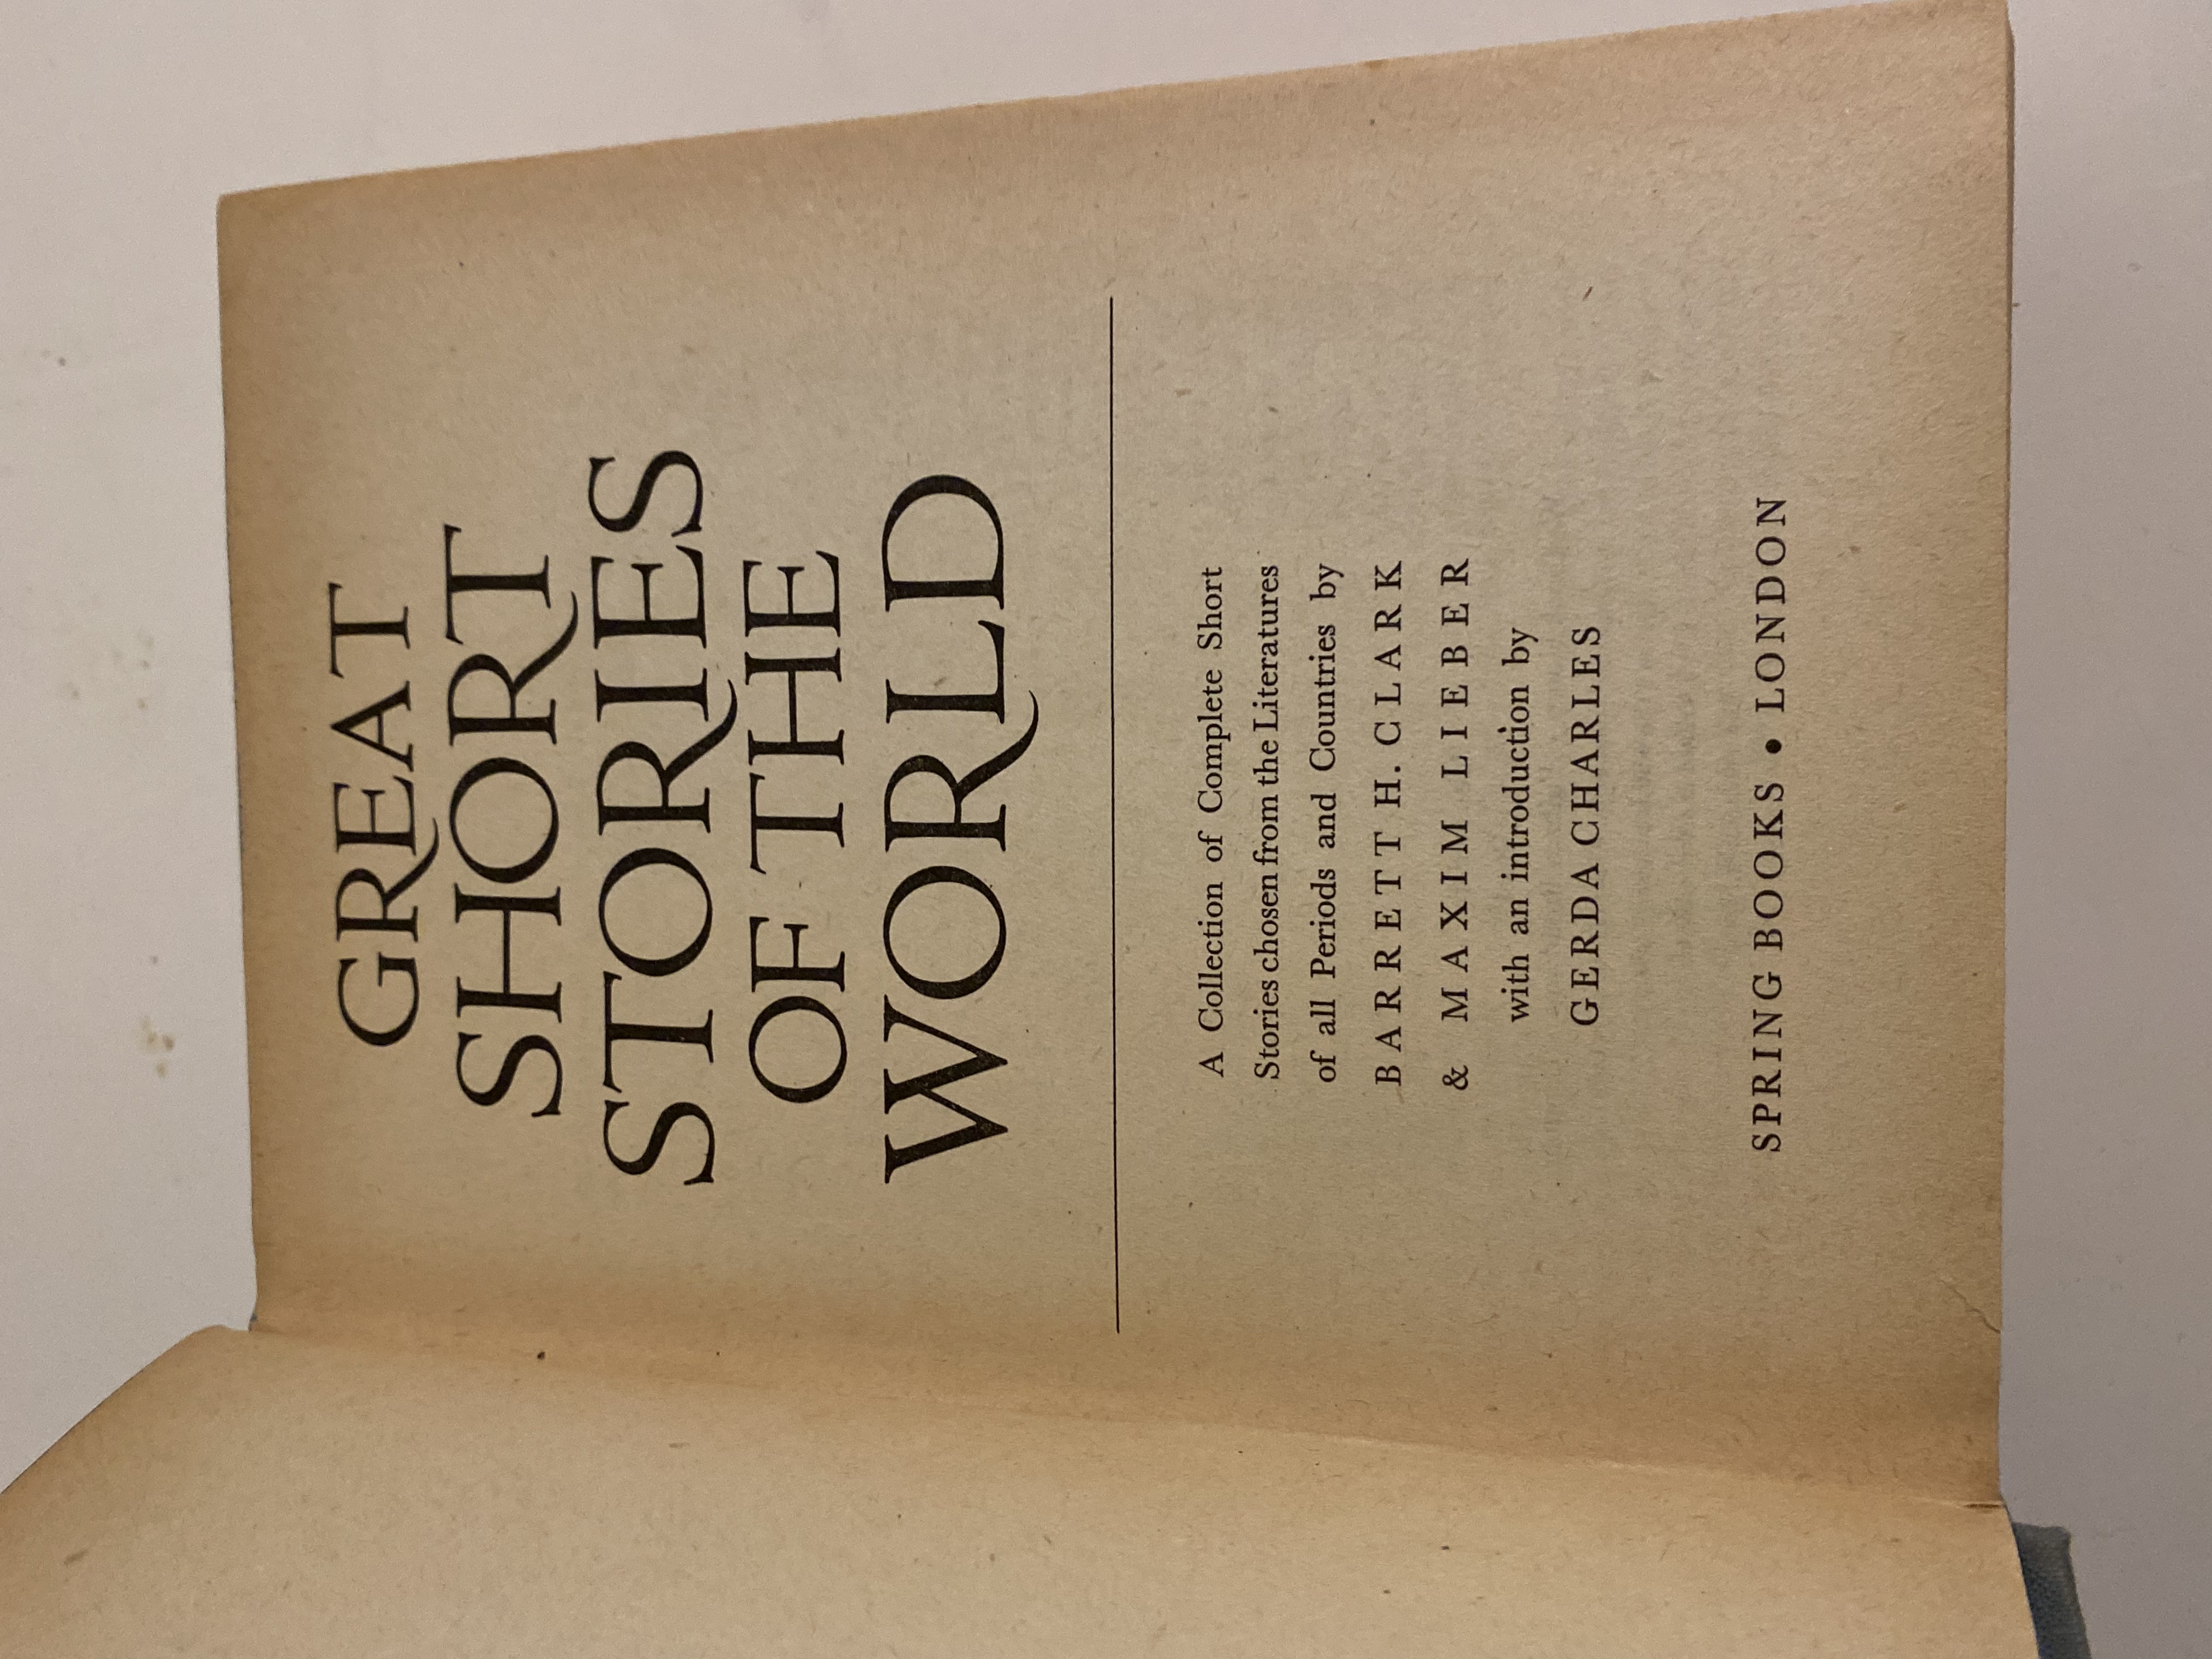 GREAT
SHORT
STORIES
OF THE
WORLD
A Collection of Complete Short
Stories chosen from the Literatures
of all Periods and Countries by
BARRETT H. CLARK
& MAXIM LIEBER
with an introduction by
GERDA CHARLES
SPRING BOOKS • LONDON